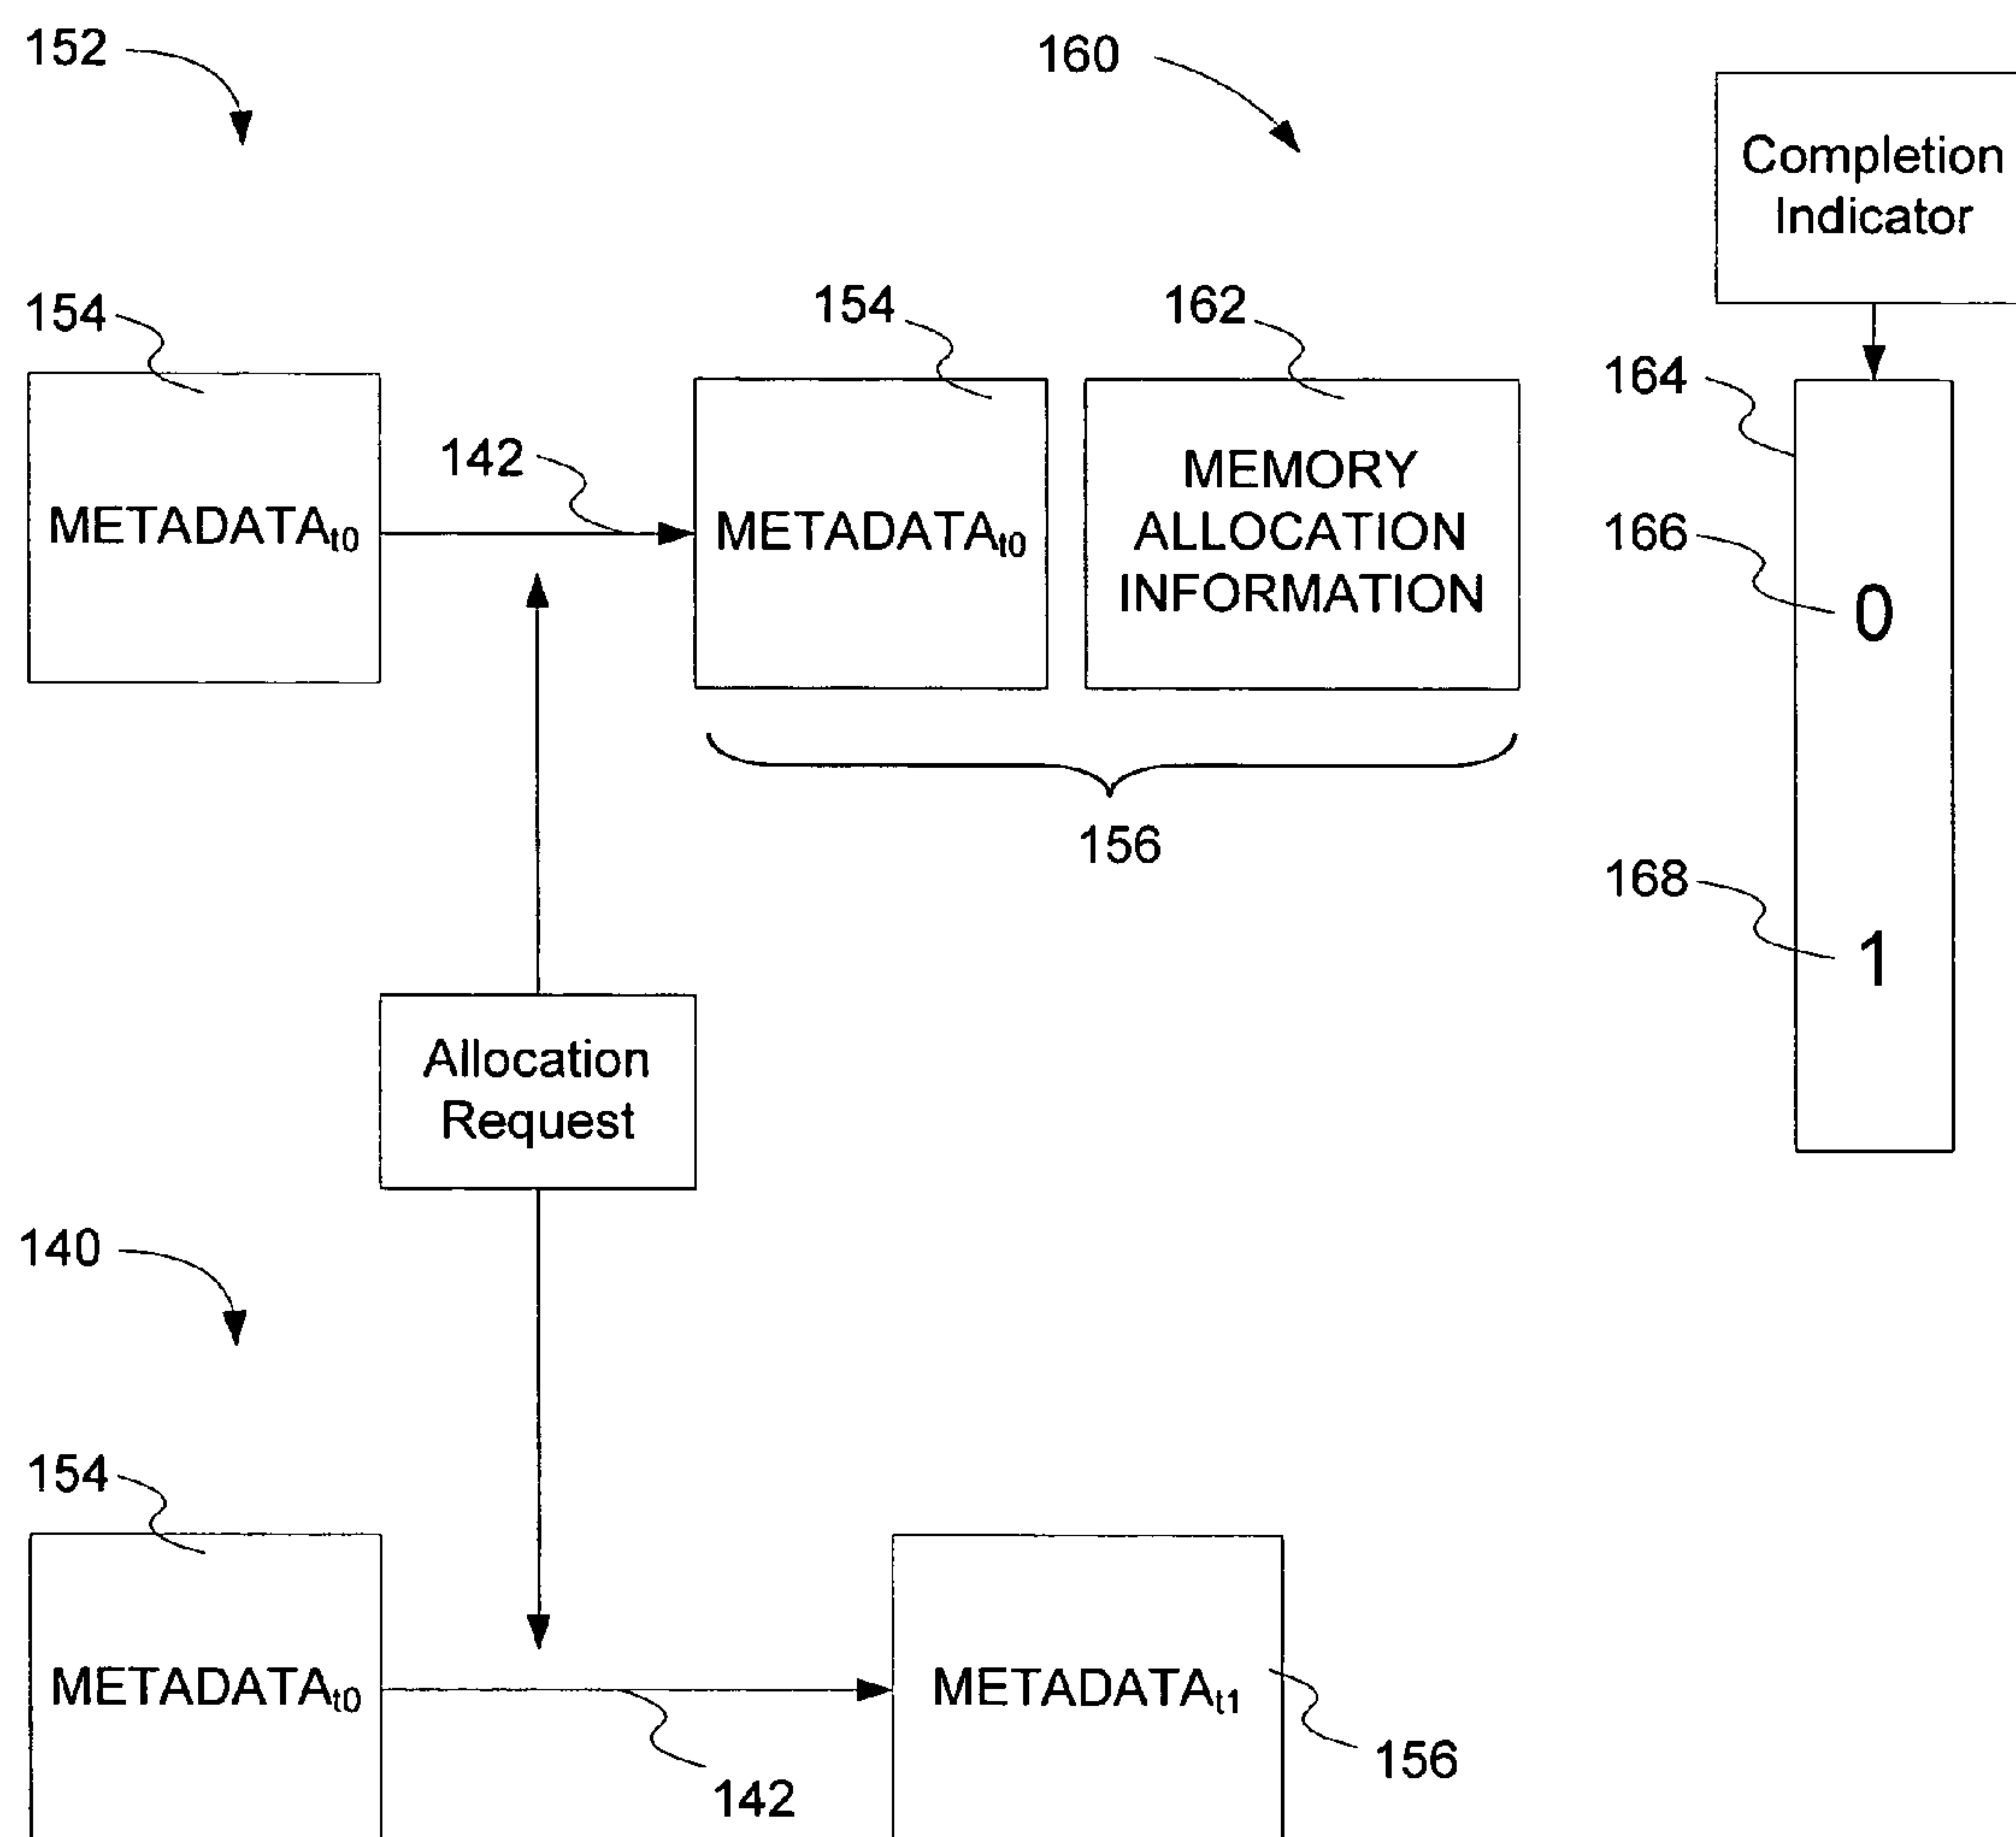 152
160
Completion
Indicator
154
154
162
164
142
METADATAt0
METADATAt0
MEMORY
ALLOCATION
INFORMATION
166
0
156
168
1
Allocation
Request
140
154
METADATAt0
METADATAt1
156
142